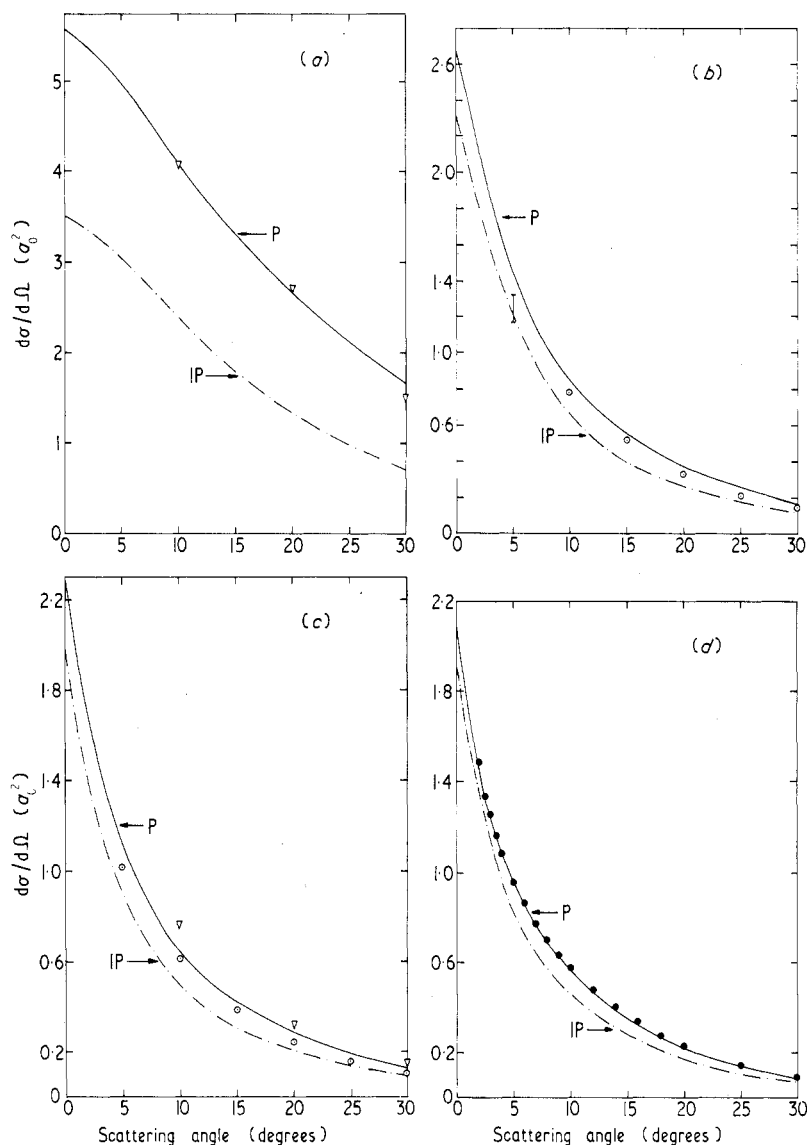 (a)
5
4
3
2
1
0
dσ/dΩ (a₀²)
P
IP
0 5 10 15 20 25 30
(b)
2·6
2·0
1·4
1·2
0·6
0
P
IP
0 5 10 15 20 25 30
(c)
2·2
1·8
1·4
1·0
0·6
0·2
0
dσ/dΩ (a₀²)
P
IP
0 5 10 15 20 25 30
Scattering angle (degrees)
(d)
2·2
1·8
1·4
1·0
0·6
0·2
0
P
IP
0 5 10 15 20 25 30
Scattering angle (degrees)